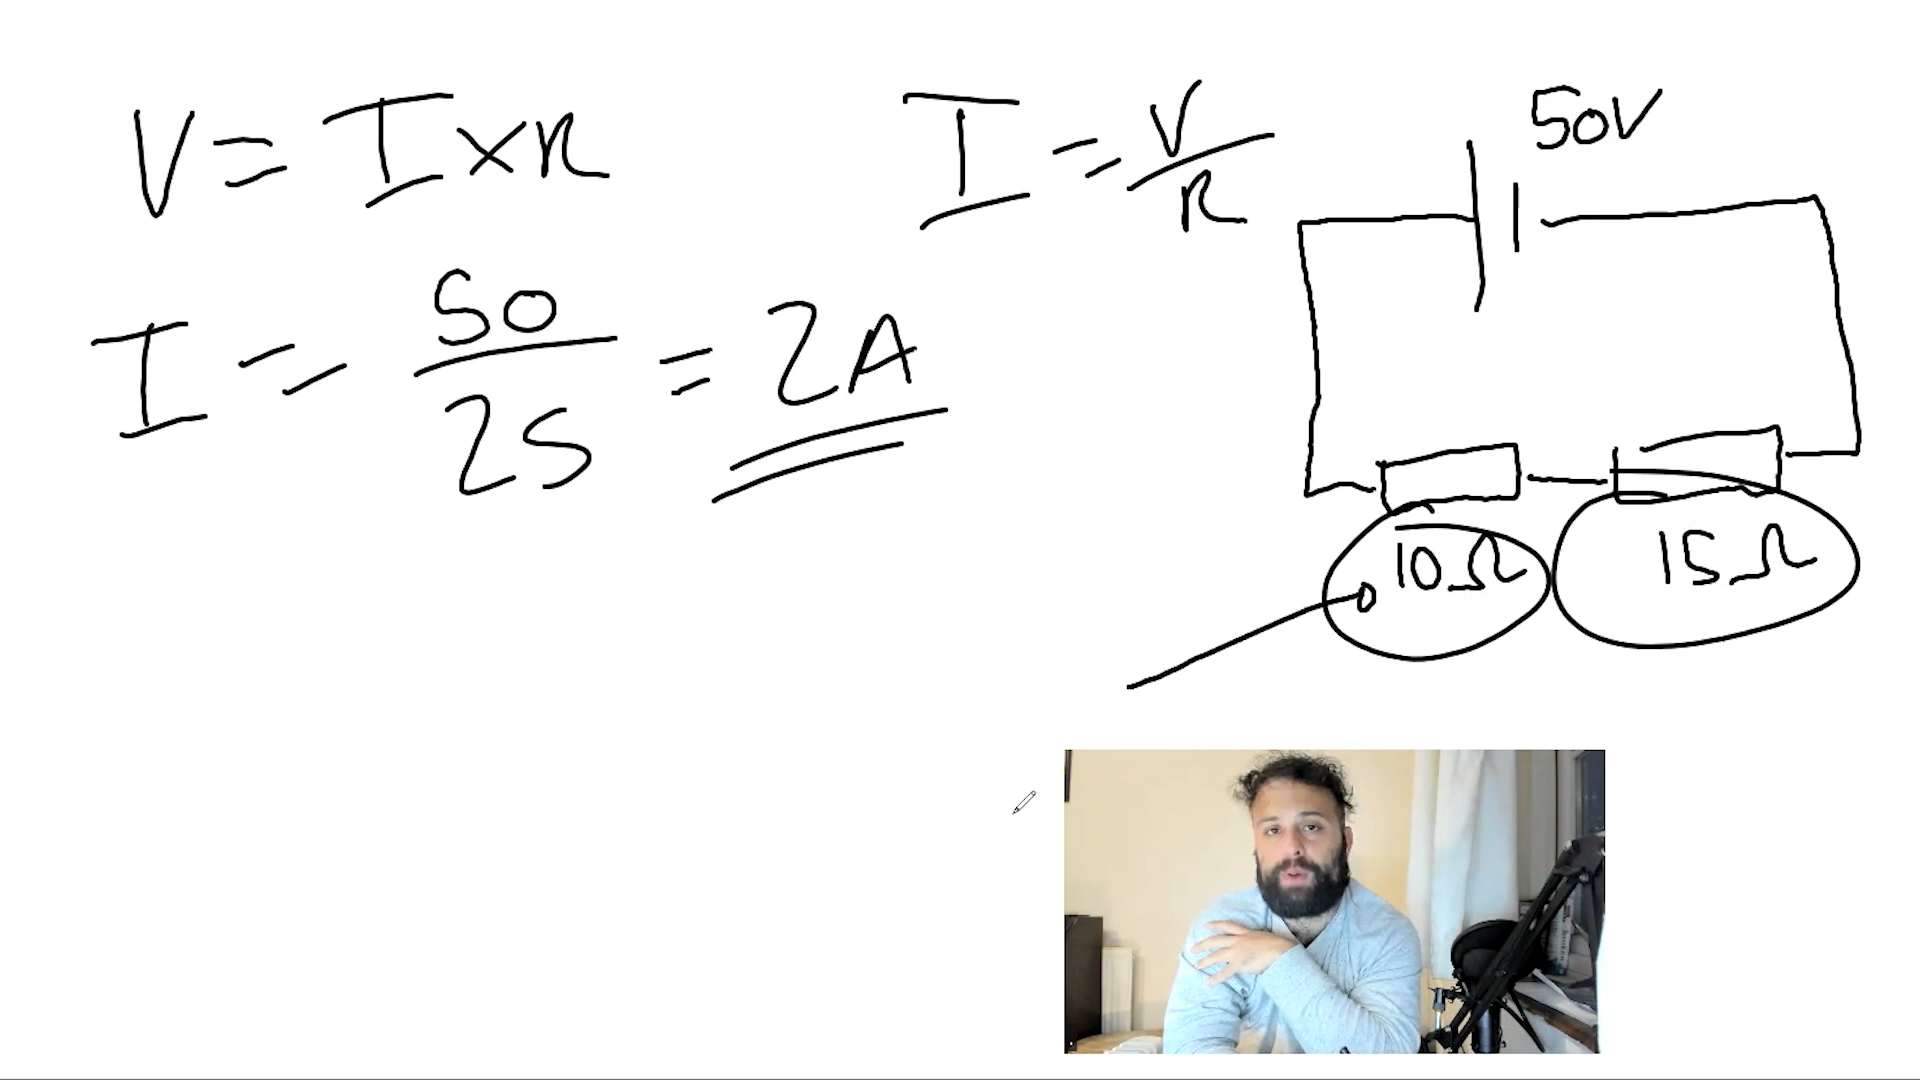 V = I x R
I = V/R
50V
I = 50/25 = 2A
10Ω
15Ω